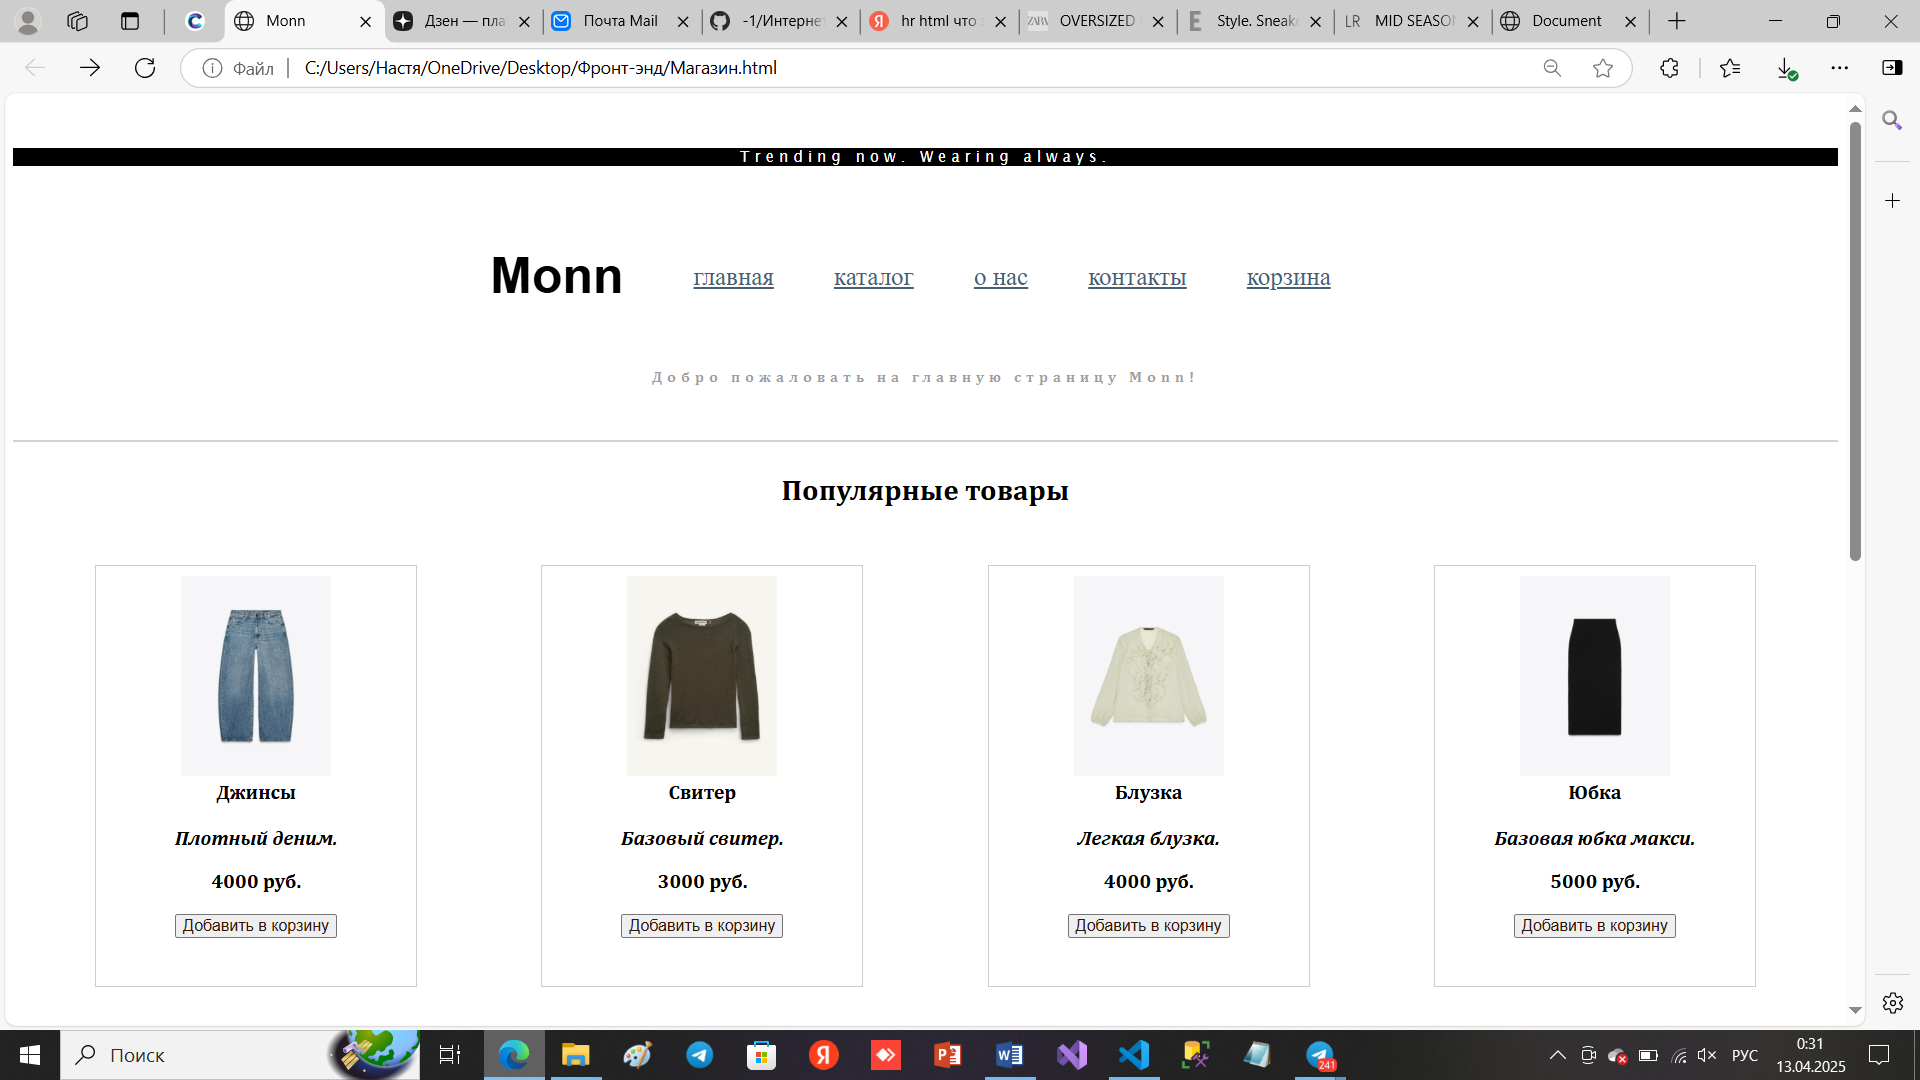 Monn
Дзен — пла
Почта Mail
-1/Интерне
hr html что
ZARA
OVERSIZED
Style. Sneak
LR
MID SEASO
Document
Файл
C:/Users/Настя/OneDrive/Desktop/Фронт-энд/Магазин.html
Trending now. Wearing always.
Monn главная каталог о нас контакты корзина
Добро пожаловать на главную страницу Monn!
Популярные товары
Джинсы
Плотный деним.
4000 руб.
Добавить в корзину
Свитер
Базовый свитер.
3000 руб.
Добавить в корзину
Блузка
Легкая блузка.
4000 руб.
Добавить в корзину
Юбка
Базовая юбка макси.
5000 руб.
Добавить в корзину
Поиск
241
РУС
0:31
13.04.2025